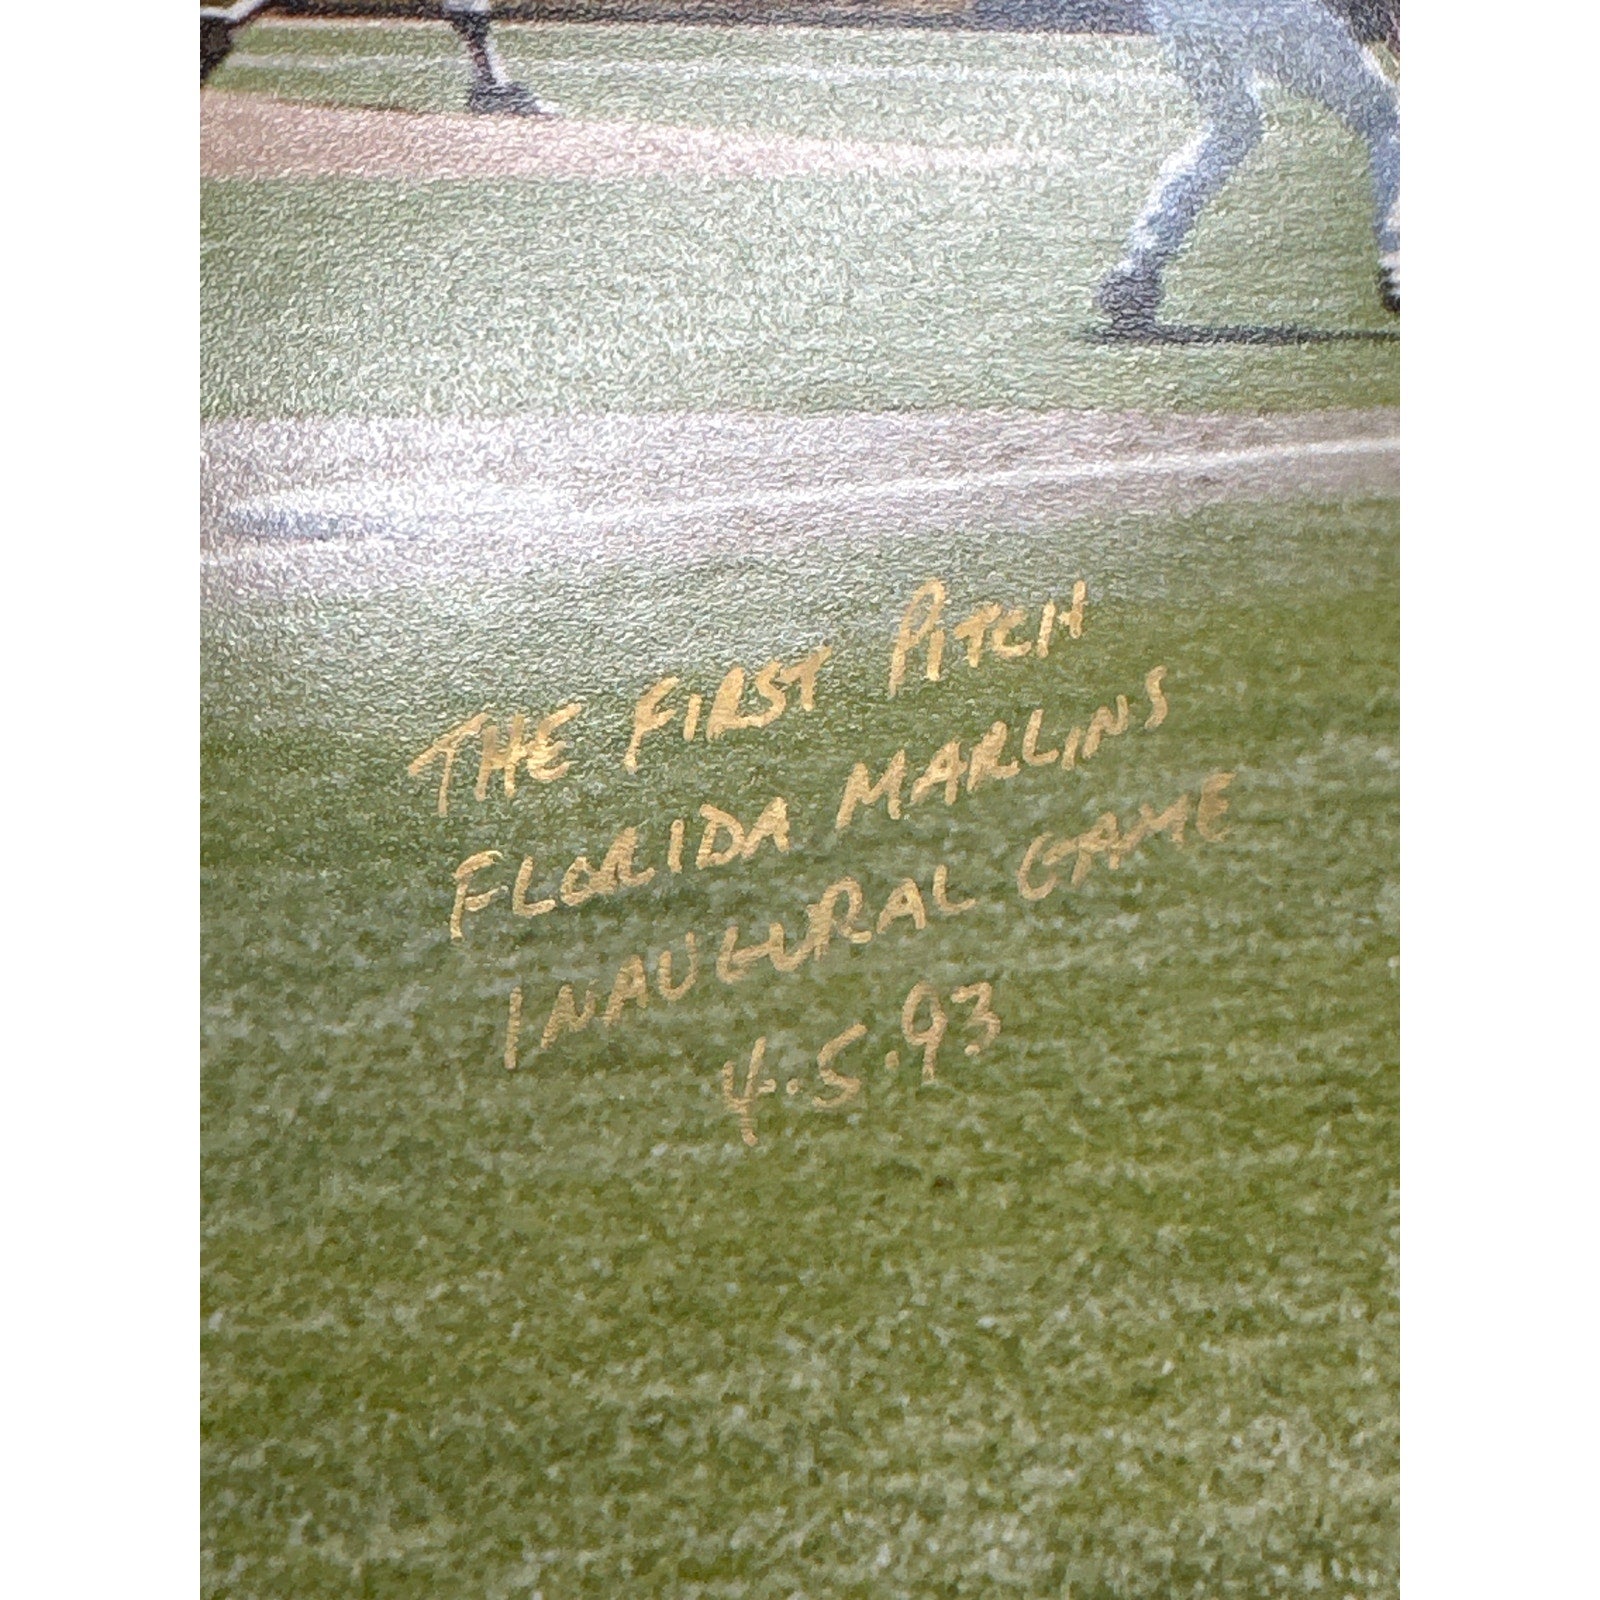 THE FIRST PITCH
FLORIDA MARLINS
INAUGURAL GAME
4.5.93